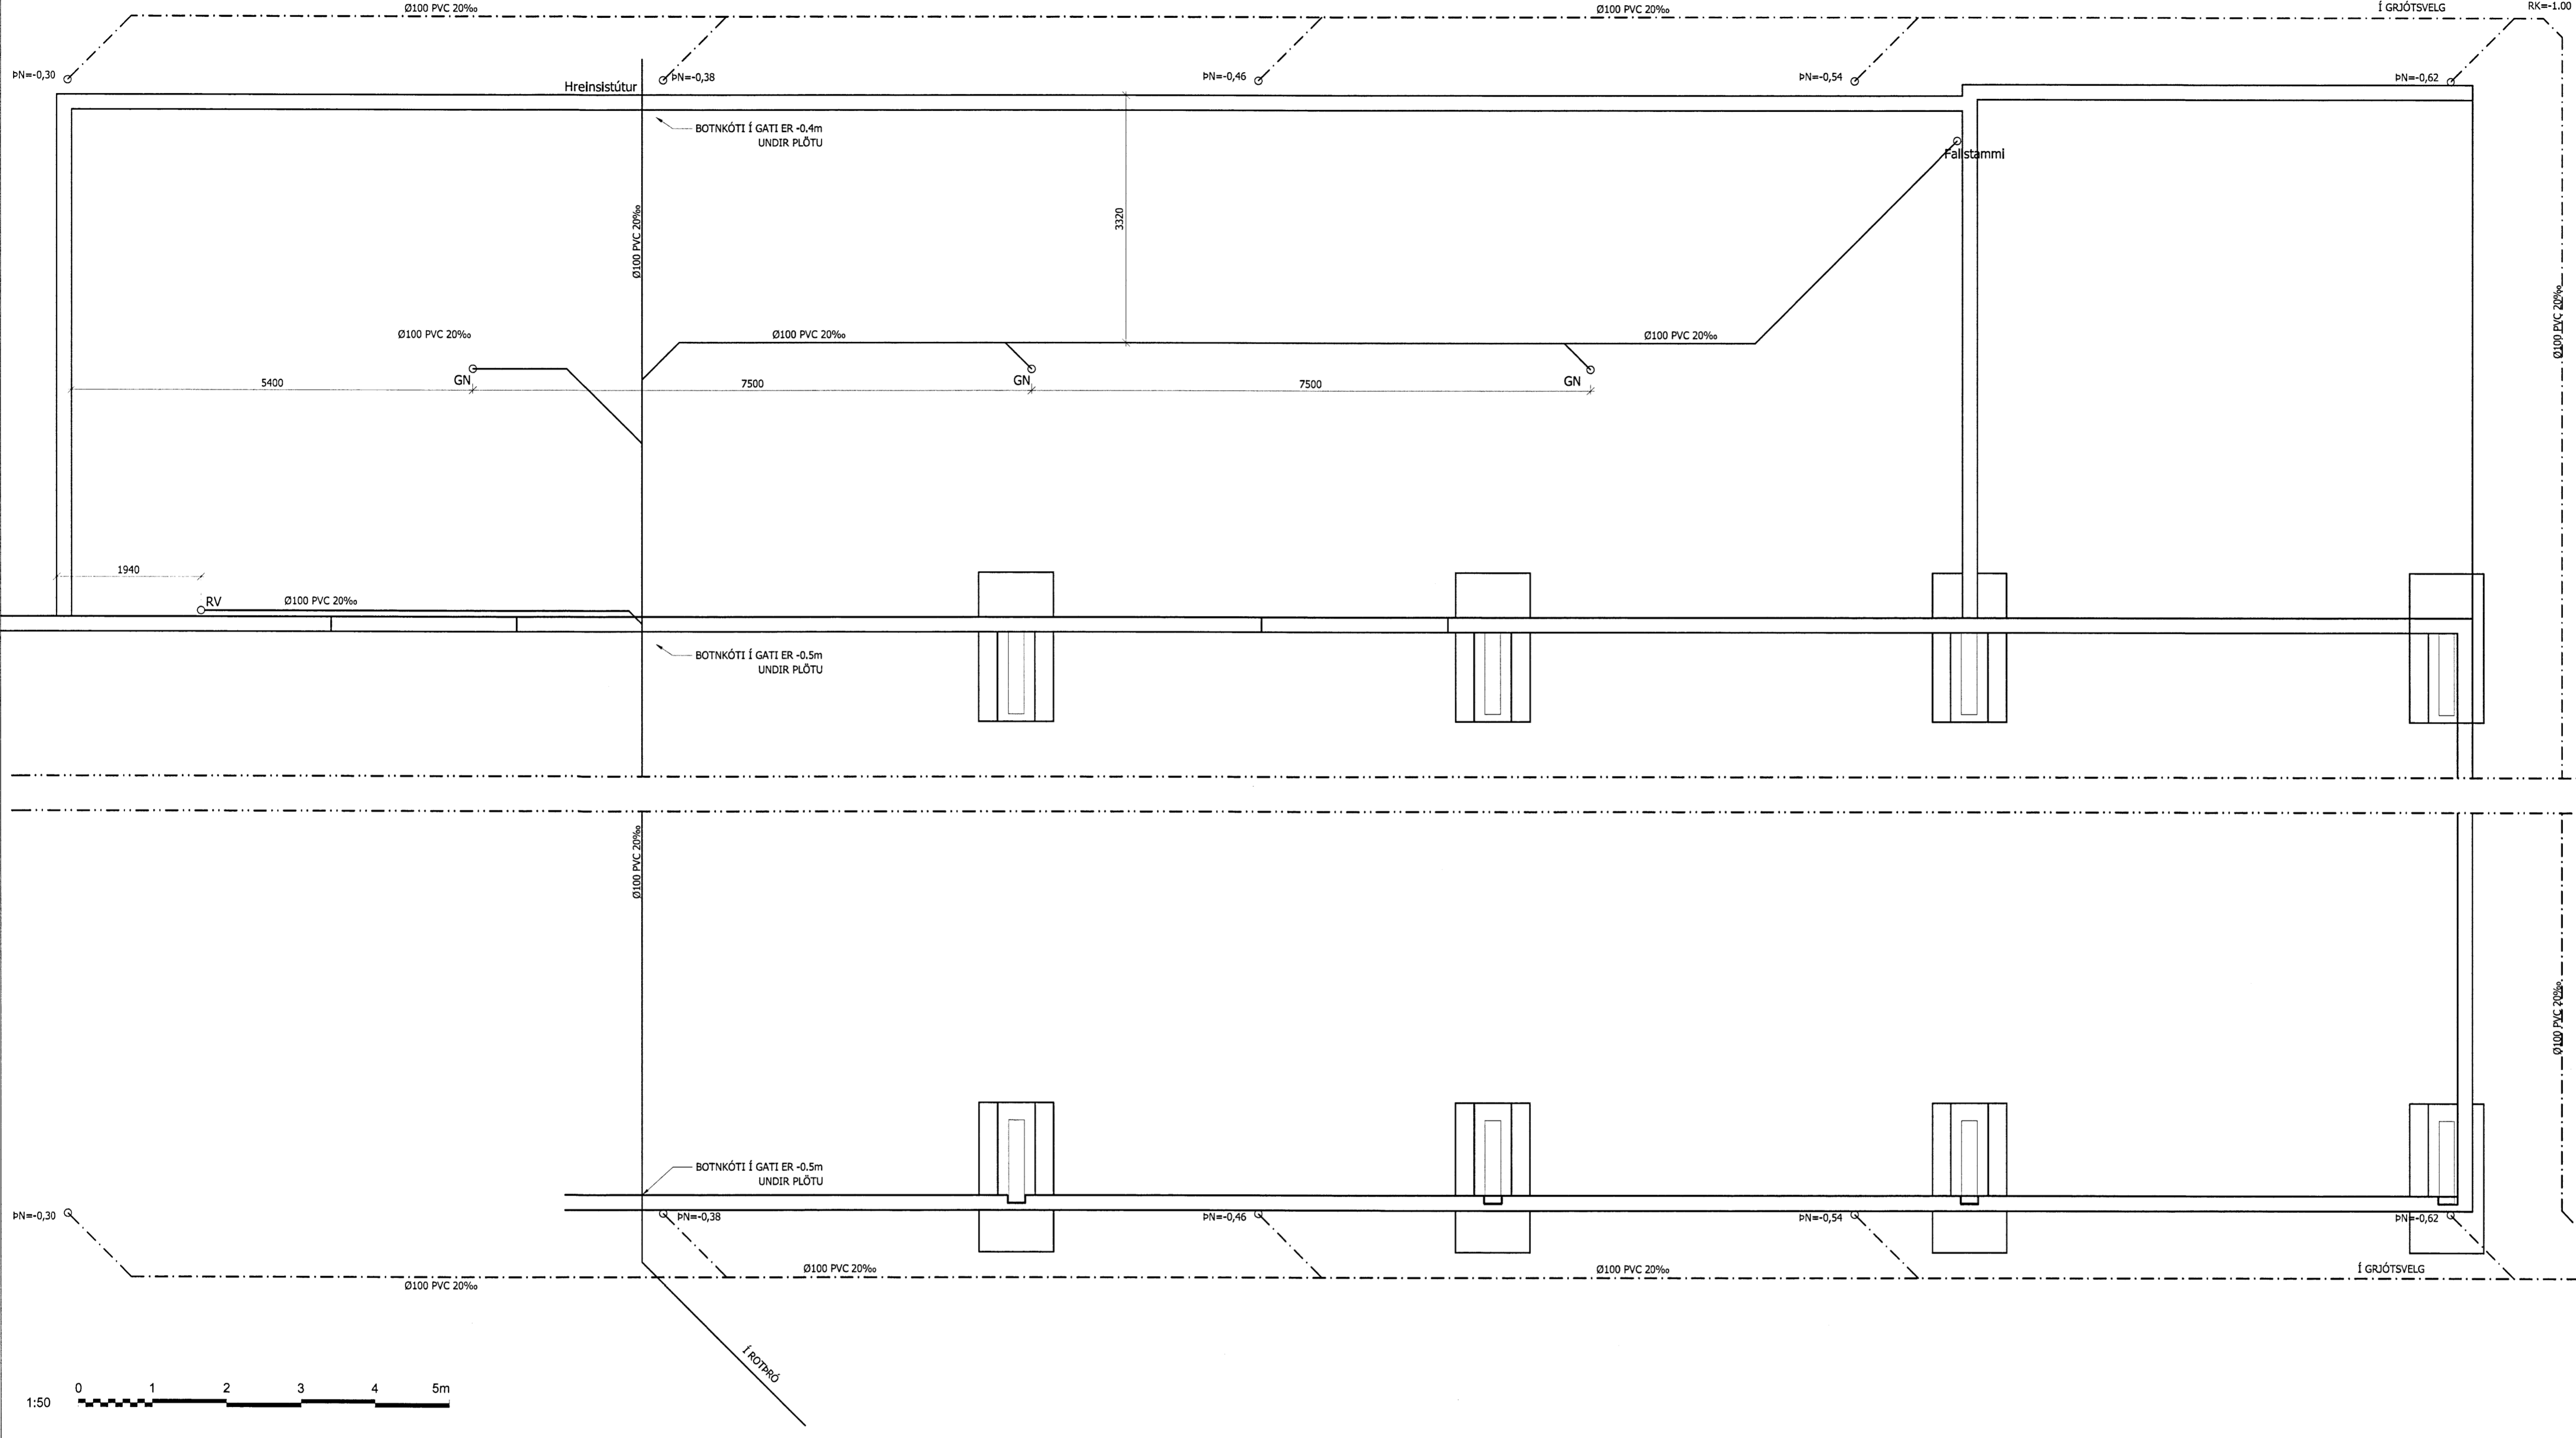 Ø100 PVC 20‰
Ø100 PVC 20‰
Í GRJÓTSVELG
RK=-1.00
ÞN=-0,30
ÞN=-0,38
ÞN=-0,46
ÞN=-0,54
ÞN=-0,62
Hreinsistútur
BOTNKÓTI Í GATI ER -0.4m
UNDIR PLÖTU
Fallstammi
Ø100 PVC 20‰
3320
Ø100 PVC 20‰
Ø100 PVC 20‰
Ø100 PVC 20‰
Ø100 PVC 20‰
GN
GN
GN
5400
7500
7500
1940
RV
Ø100 PVC 20‰
BOTNKÓTI Í GATI ER -0.5m
UNDIR PLÖTU
Ø100 PVC 20‰
Ø100 PVC 20‰
BOTNKÓTI Í GATI ER -0.5m
UNDIR PLÖTU
ÞN=-0,30
ÞN=-0,38
ÞN=-0,46
ÞN=-0,54
ÞN=-0,62
Ø100 PVC 20‰
Ø100 PVC 20‰
Ø100 PVC 20‰
Í GRJÓTSVELG
Í ROTÞRÓ
0 1 2 3 4 5m
1:50